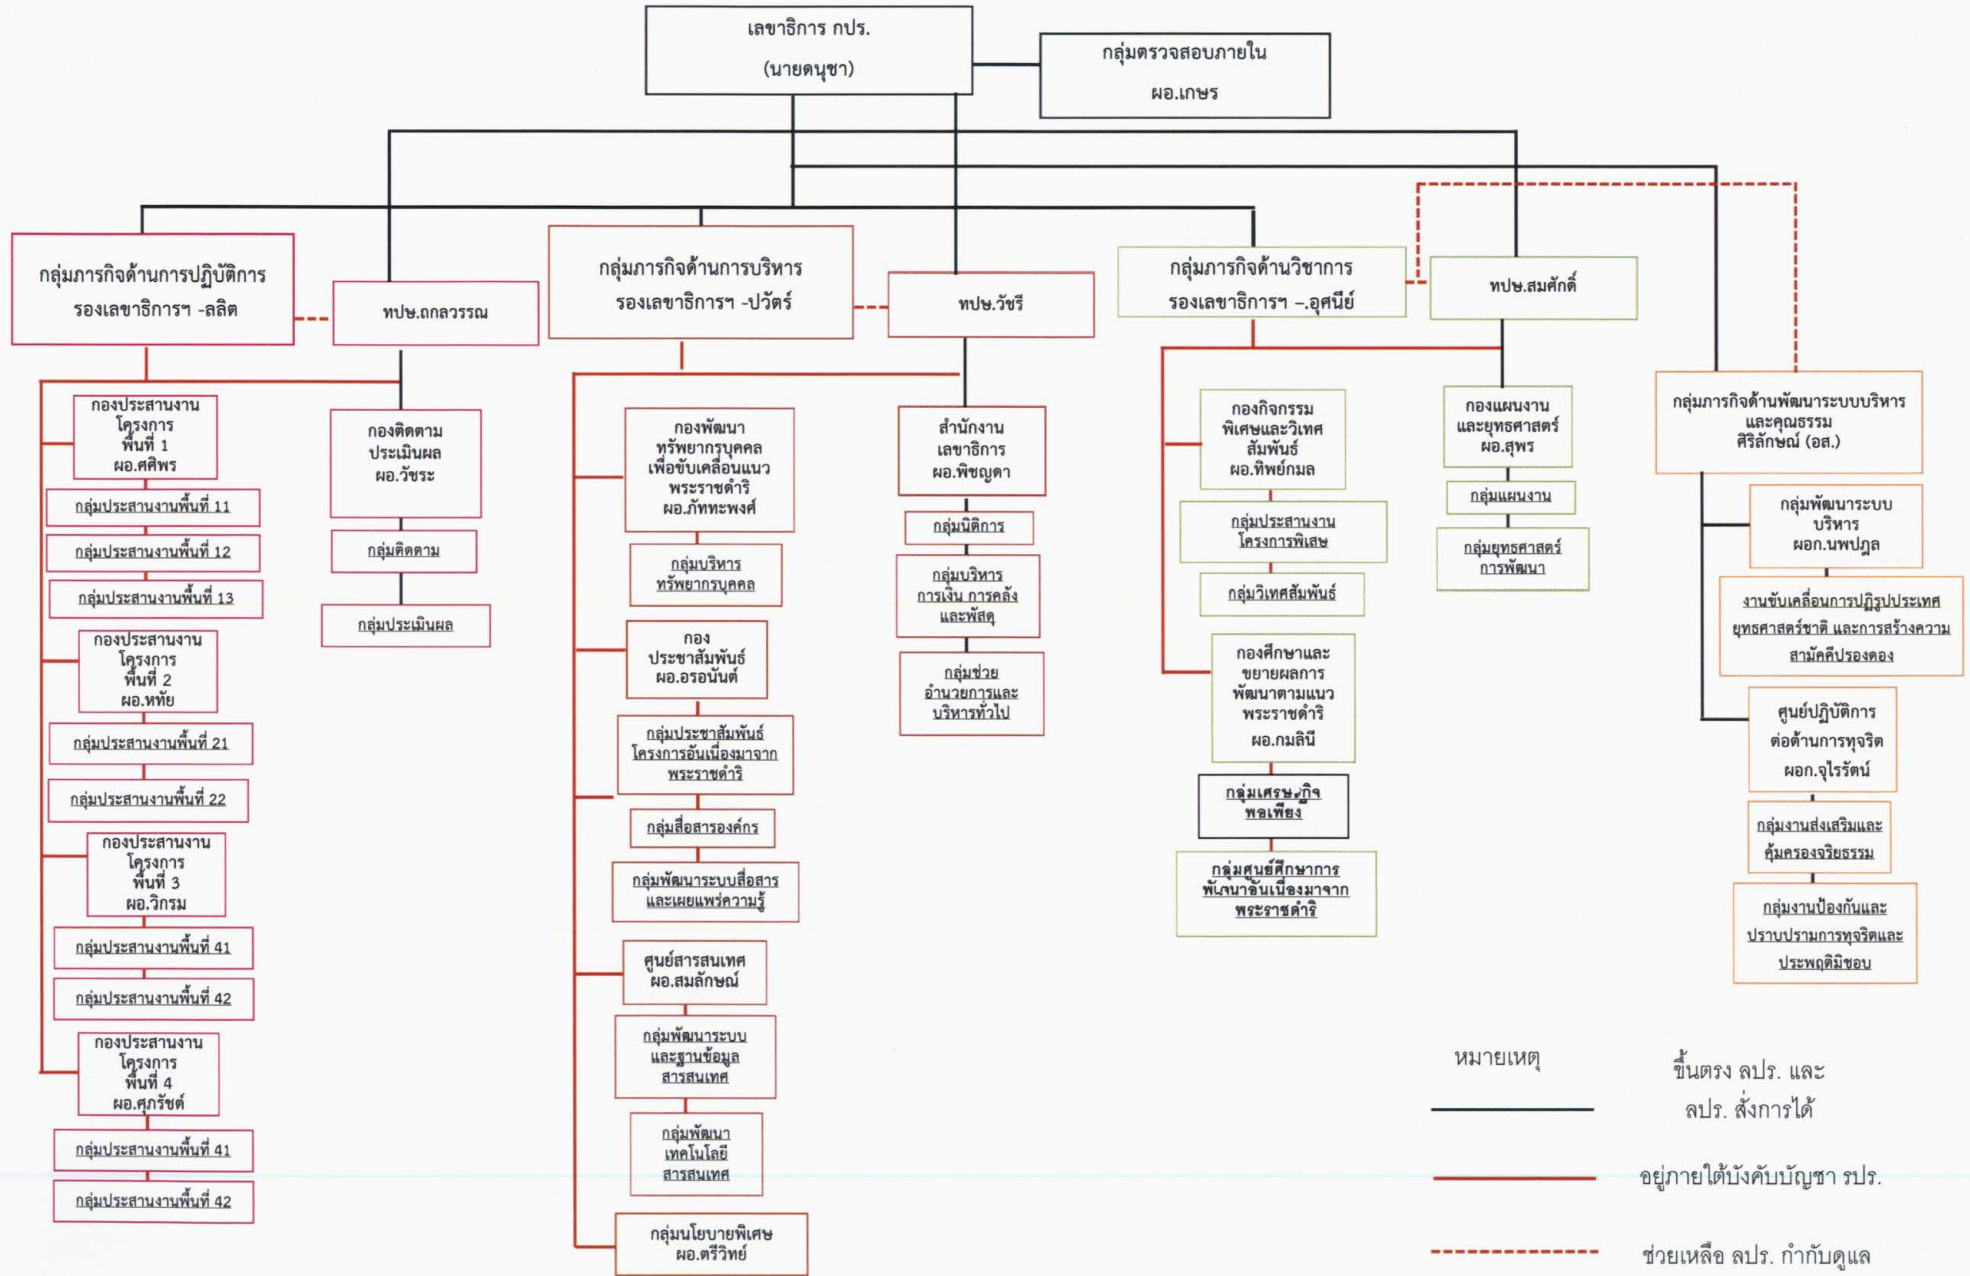 เลขาธิการ กปร.
(นายดนุชา)
กลุ่มตรวจสอบภายใน
ผอ.เกษร
กลุ่มภารกิจด้านการปฏิบัติการ
รองเลขาธิการฯ -ลลิต
ทปษ.ถกลวรรณ
กลุ่มภารกิจด้านการบริหาร
รองเลขาธิการฯ -ปวัตร์
ทปษ.วัชรี
กลุ่มภารกิจด้านวิชาการ
รองเลขาธิการฯ –.อุศนีย์
ทปษ.สมศักดิ์
กลุ่มภารกิจด้านพัฒนาระบบบริหาร
และคุณธรรม
ศิริลักษณ์ (อส.)
กองประสานงาน
โครงการ
พื้นที่ 1
ผอ.ศศิพร
กลุ่มประสานงานพื้นที่ 11
กลุ่มประสานงานพื้นที่ 12
กลุ่มประสานงานพื้นที่ 13
กองประสานงาน
โครงการ
พื้นที่ 2
ผอ.หทัย
กลุ่มประสานงานพื้นที่ 21
กลุ่มประสานงานพื้นที่ 22
กองประสานงาน
โครงการ
พื้นที่ 3
ผอ.วิกรม
กลุ่มประสานงานพื้นที่ 41
กลุ่มประสานงานพื้นที่ 42
กองประสานงาน
โครงการ
พื้นที่ 4
ผอ.ศุภรัชต์
กลุ่มประสานงานพื้นที่ 41
กลุ่มประสานงานพื้นที่ 42
กองติดตาม
ประเมินผล
ผอ.วัชระ
กลุ่มติดตาม
กลุ่มประเมินผล
กองพัฒนา
ทรัพยากรบุคคล
เพื่อขับเคลื่อนแนว
พระราชดำริ
ผอ.ภัททะพงศ์
กลุ่มบริหาร
ทรัพยากรบุคคล
กอง
ประชาสัมพันธ์
ผอ.อรอนันต์
กลุ่มประชาสัมพันธ์
โครงการอันเนื่องมาจาก
พระราชดำริ
กลุ่มสื่อสารองค์กร
กลุ่มพัฒนาระบบสื่อสาร
และเผยแพร่ความรู้
ศูนย์สารสนเทศ
ผอ.สมลักษณ์
กลุ่มพัฒนาระบบ
และฐานข้อมูล
สารสนเทศ
กลุ่มพัฒนา
เทคโนโลยี
สารสนเทศ
กลุ่มนโยบายพิเศษ
ผอ.ตรีวิทย์
สำนักงาน
เลขาธิการ
ผอ.พิชญดา
กลุ่มนิติการ
กลุ่มบริหาร
การเงิน การคลัง
และพัสดุ
กลุ่มช่วย
อำนวยการและ
บริหารทั่วไป
กองกิจกรรม
พิเศษและวิเทศ
สัมพันธ์
ผอ.ทิพย์กมล
กลุ่มประสานงาน
โครงการพิเศษ
กลุ่มวิเทศสัมพันธ์
กองศึกษาและ
ขยายผลการ
พัฒนาตามแนว
พระราชดำริ
ผอ.กมลินี
กลุ่มเศรษฐกิจ
พอเพียง
กลุ่มศูนย์ศึกษาการ
พัฒนาอันเนื่องมาจาก
พระราชดำริ
กองแผนงาน
และยุทธศาสตร์
ผอ.สุพร
กลุ่มแผนงาน
กลุ่มยุทธศาสตร์
การพัฒนา
กลุ่มพัฒนาระบบ
บริหาร
ผอก.นพปฎล
งานขับเคลื่อนการปฏิรูปประเทศ
ยุทธศาสตร์ชาติ และการสร้างความ
สามัคคีปรองดอง
ศูนย์ปฏิบัติการ
ต่อต้านการทุจริต
ผอก.จุไรรัตน์
กลุ่มงานส่งเสริมและ
คุ้มครองจริยธรรม
กลุ่มงานป้องกันและ
ปราบปรามการทุจริตและ
ประพฤติมิชอบ
หมายเหตุ
ขึ้นตรง ลปร. และ
ลปร. สั่งการได้
อยู่ภายใต้บังคับบัญชา รปร.
ช่วยเหลือ ลปร. กำกับดูแล